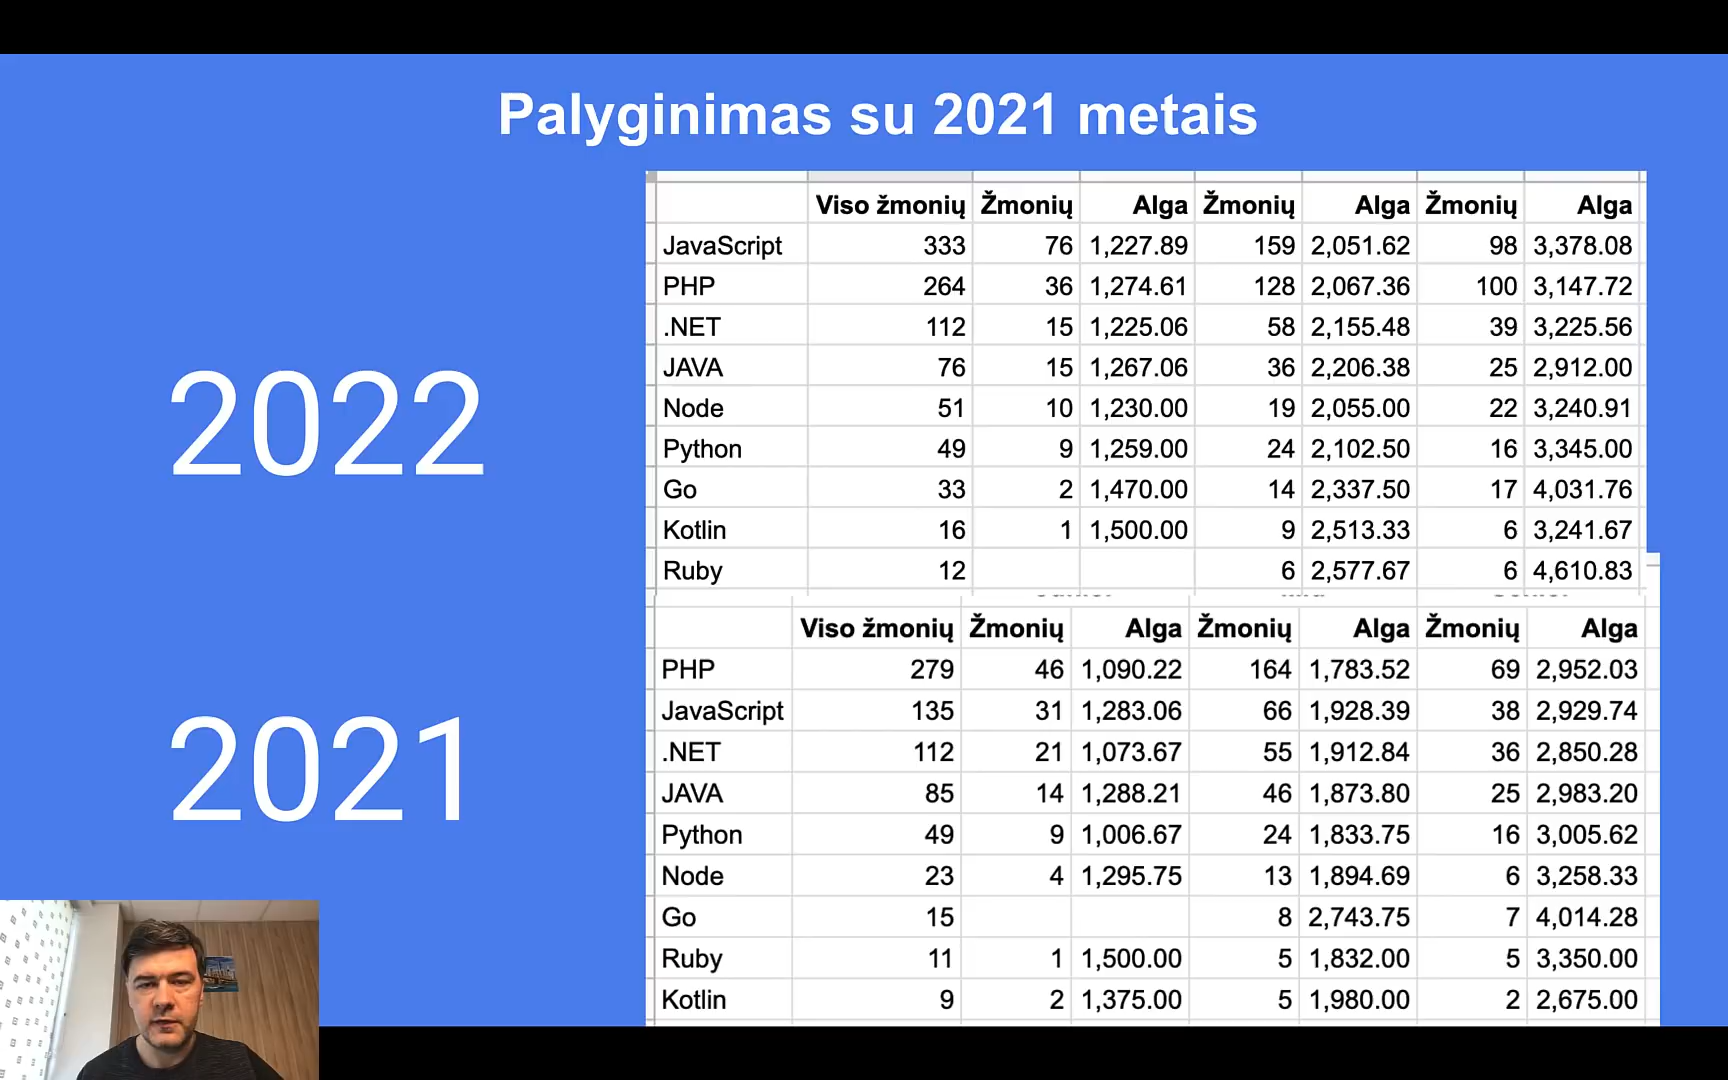 Palyginimas su 2021 metais
2022
Viso žmonių Žmonių Alga Žmonių Alga Žmonių Alga
JavaScript 333 76 1,227.89 159 2,051.62 98 3,378.08
PHP 264 36 1,274.61 128 2,067.36 100 3,147.72
.NET 112 15 1,225.06 58 2,155.48 39 3,225.56
JAVA 76 15 1,267.06 36 2,206.38 25 2,912.00
Node 51 10 1,230.00 19 2,055.00 22 3,240.91
Python 49 9 1,259.00 24 2,102.50 16 3,345.00
Go 33 2 1,470.00 14 2,337.50 17 4,031.76
Kotlin 16 1 1,500.00 9 2,513.33 6 3,241.67
Ruby 12 6 2,577.67 6 4,610.83
2021
Viso žmonių Žmonių Alga Žmonių Alga Žmonių Alga
PHP 279 46 1,090.22 164 1,783.52 69 2,952.03
JavaScript 135 31 1,283.06 66 1,928.39 38 2,929.74
.NET 112 21 1,073.67 55 1,912.84 36 2,850.28
JAVA 85 14 1,288.21 46 1,873.80 25 2,983.20
Python 49 9 1,006.67 24 1,833.75 16 3,005.62
Node 23 4 1,295.75 13 1,894.69 6 3,258.33
Go 15 8 2,743.75 7 4,014.28
Ruby 11 1 1,500.00 5 1,832.00 5 3,350.00
Kotlin 9 2 1,375.00 5 1,980.00 2 2,675.00